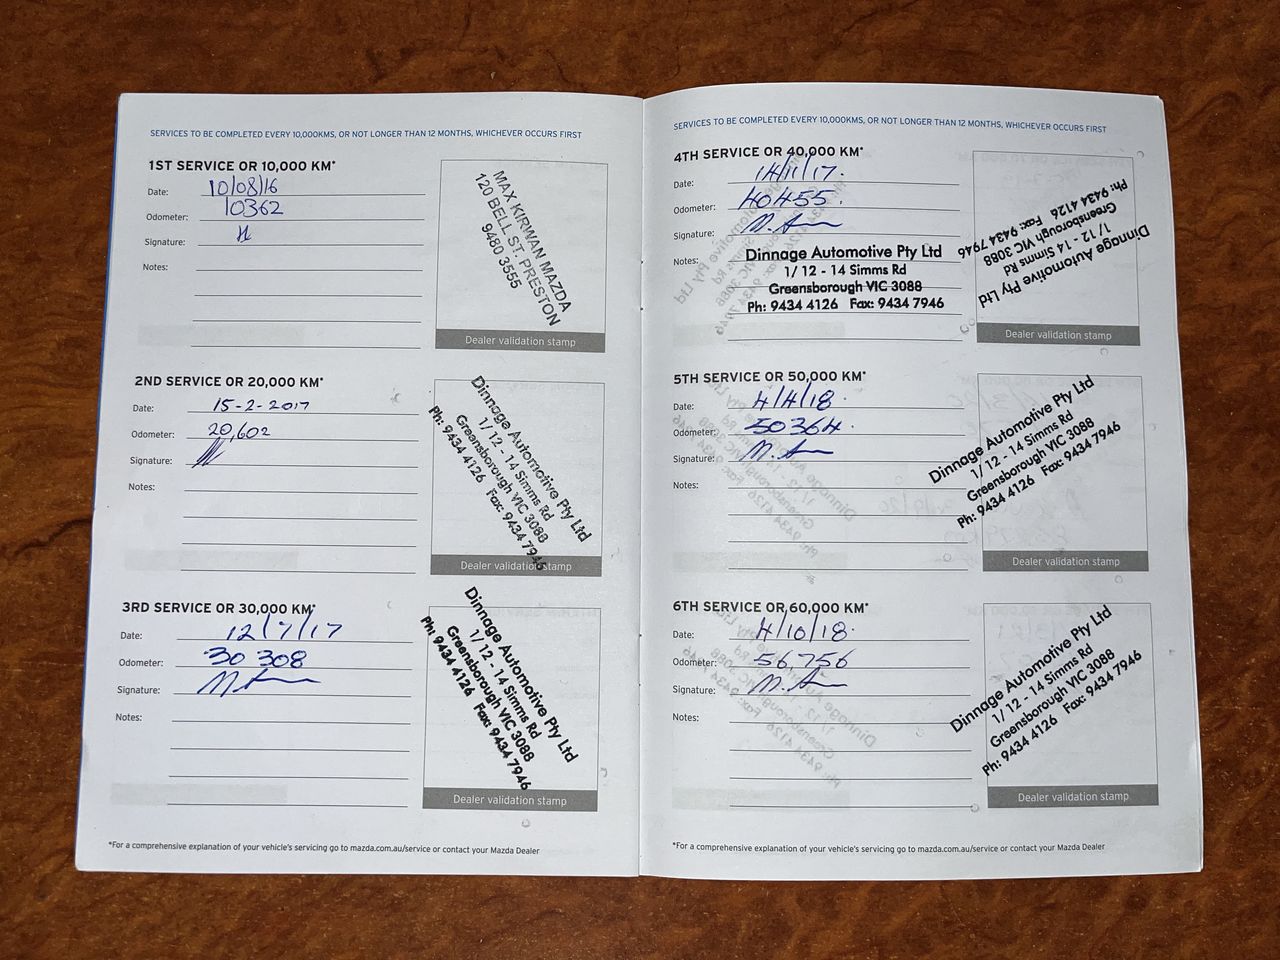 SERVICES TO BE COMPLETED EVERY 10,000KMS, OR NOT LONGER THAN 12 MONTHS, WHICHEVER OCCURS FIRST
1ST SERVICE OR 10,000 KM*
Date: 10/08/16
Odometer: 10362
Signature:
Notes:
MAX KIRWAN MAZDA
120 BELL ST. PRESTON
9480 3555
Dealer validation stamp
2ND SERVICE OR 20,000 KM*
Date: 15-2-2017
Odometer: 20,602
Signature:
Notes:
Dinnage Automotive Pty Ltd
1/ 12 - 14 Simms Rd
Greensborough VIC 3088
Ph: 9434 4126 Fax: 9434 7946
Dealer validation stamp
3RD SERVICE OR 30,000 KM*
Date: 12/7/17
Odometer: 30 308
Signature:
Notes:
Dinnage Automotive Pty Ltd
1/ 12 - 14 Simms Rd
Greensborough VIC 3088
Ph: 9434 4126 Fax: 9434 7946
Dealer validation stamp
*For a comprehensive explanation of your vehicle's servicing go to mazda.com.au/service or contact your Mazda Dealer
SERVICES TO BE COMPLETED EVERY 10,000KMS, OR NOT LONGER THAN 12 MONTHS, WHICHEVER OCCURS FIRST
4TH SERVICE OR 40,000 KM*
Date: 14/11/17.
Odometer: 40455.
Signature:
Notes:
Dinnage Automotive Pty Ltd
1/ 12 - 14 Simms Rd
Greensborough VIC 3088
Ph: 9434 4126 Fax: 9434 7946
Dinnage Automotive Pty Ltd
1/ 12 - 14 Simms Rd
Greensborough VIC 3088
Ph: 9434 4126 Fax: 9434 7946
Dealer validation stamp
5TH SERVICE OR 50,000 KM*
Date: 4/4/18.
Odometer: 50364.
Signature:
Notes:
Dinnage Automotive Pty Ltd
1/ 12 - 14 Simms Rd
Greensborough VIC 3088
Ph: 9434 4126 Fax: 9434 7946
Dealer validation stamp
6TH SERVICE OR 60,000 KM*
Date: 4/10/18.
Odometer: 56,756
Signature:
Notes:
Dinnage Automotive Pty Ltd
1/ 12 - 14 Simms Rd
Greensborough VIC 3088
Ph: 9434 4126 Fax: 9434 7946
Dealer validation stamp
*For a comprehensive explanation of your vehicle's servicing go to mazda.com.au/service or contact your Mazda Dealer